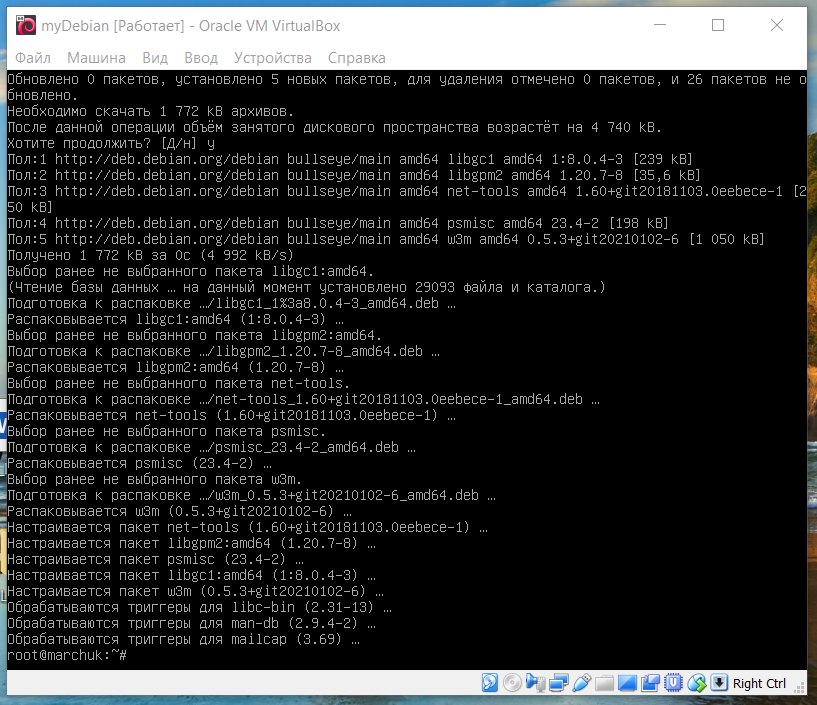 myDebian [Работает] - Oracle VM VirtualBox
Файл Машина Вид Ввод Устройства Справка
Обновлено 0 пакетов, установлено 5 новых пакетов, для удаления отмечено 0 пакетов, и 26 пакетов не о
бновлено.
Необходимо скачать 1 772 kB архивов.
После данной операции объём занятого дискового пространства возрастёт на 4 740 kB.
Хотите продолжить? [Д/н] y
Пол:1 http://deb.debian.org/debian bullseye/main amd64 libgc1 amd64 1:8.0.4-3 [239 kB]
Пол:2 http://deb.debian.org/debian bullseye/main amd64 libgpm2 amd64 1.20.7-8 [35,6 kB]
Пол:3 http://deb.debian.org/debian bullseye/main amd64 net-tools amd64 1.60+git20181103.0eebece-1 [2
50 kB]
Пол:4 http://deb.debian.org/debian bullseye/main amd64 psmisc amd64 23.4-2 [198 kB]
Пол:5 http://deb.debian.org/debian bullseye/main amd64 w3m amd64 0.5.3+git20210102-6 [1 050 kB]
Получено 1 772 kB за 0с (4 992 kB/s)
Выбор ранее не выбранного пакета libgc1:amd64.
(Чтение базы данных … на данный момент установлено 29093 файла и каталога.)
Подготовка к распаковке …/libgc1_1%3a8.0.4-3_amd64.deb …
Распаковывается libgc1:amd64 (1:8.0.4-3) …
Выбор ранее не выбранного пакета libgpm2:amd64.
Подготовка к распаковке …/libgpm2_1.20.7-8_amd64.deb …
Распаковывается libgpm2:amd64 (1.20.7-8) …
Выбор ранее не выбранного пакета net-tools.
Подготовка к распаковке …/net-tools_1.60+git20181103.0eebece-1_amd64.deb …
Распаковывается net-tools (1.60+git20181103.0eebece-1) …
Выбор ранее не выбранного пакета psmisc.
Подготовка к распаковке …/psmisc_23.4-2_amd64.deb …
Распаковывается psmisc (23.4-2) …
Выбор ранее не выбранного пакета w3m.
Подготовка к распаковке …/w3m_0.5.3+git20210102-6_amd64.deb …
Распаковывается w3m (0.5.3+git20210102-6) …
Настраивается пакет net-tools (1.60+git20181103.0eebece-1) …
Настраивается пакет libgpm2:amd64 (1.20.7-8) …
Настраивается пакет psmisc (23.4-2) …
Настраивается пакет libgc1:amd64 (1:8.0.4-3) …
Настраивается пакет w3m (0.5.3+git20210102-6) …
Обрабатываются триггеры для libc-bin (2.31-13) …
Обрабатываются триггеры для man-db (2.9.4-2) …
Обрабатываются триггеры для mailcap (3.69) …
root@marchuk:~#
Right Ctrl